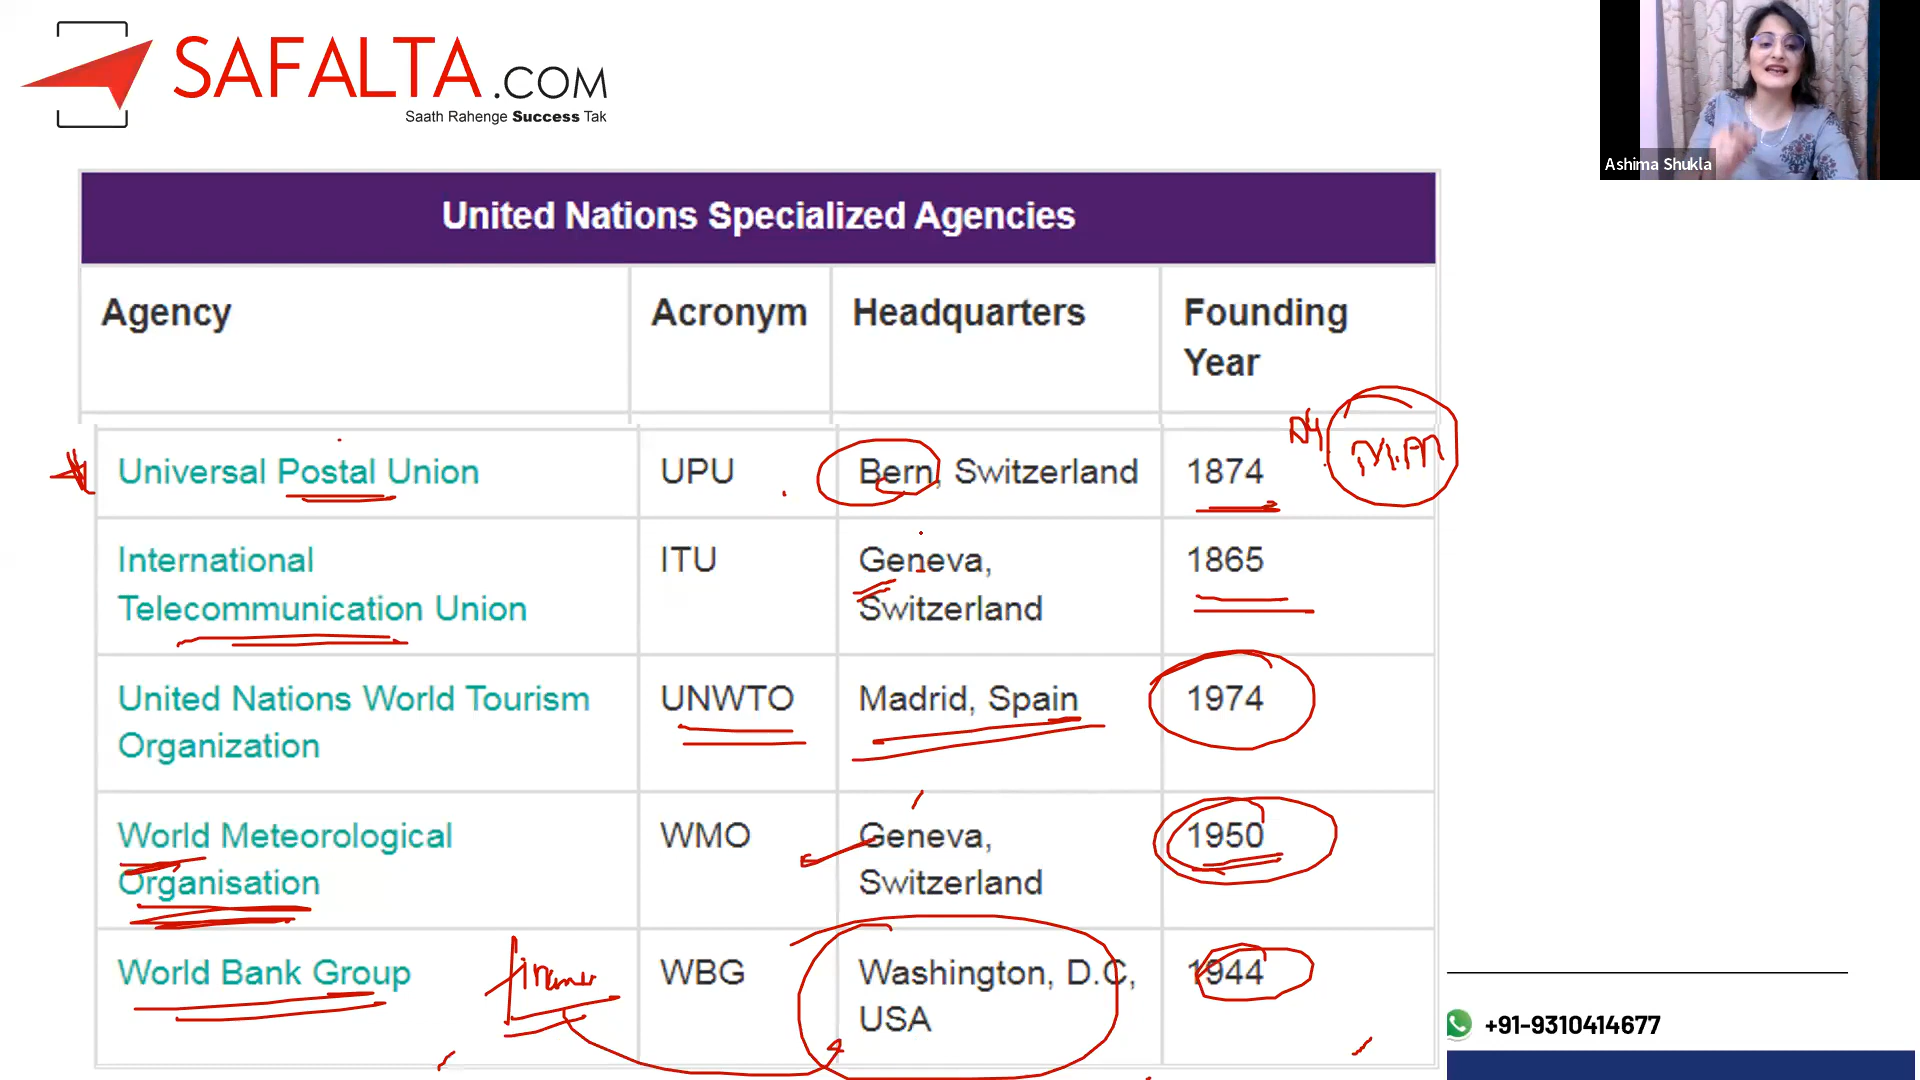 SAFALTA.COM
Saath Rahenge Success Tak
Ashima Shukla
United Nations Specialized Agencies
Agency Acronym Headquarters Founding Year
Universal Postal Union UPU Bern, Switzerland 1874
International Telecommunication Union ITU Geneva, Switzerland 1865
United Nations World Tourism Organization UNWTO Madrid, Spain 1974
World Meteorological Organisation WMO Geneva, Switzerland 1950
World Bank Group WBG Washington, D.C, USA 1944
+91-9310414677